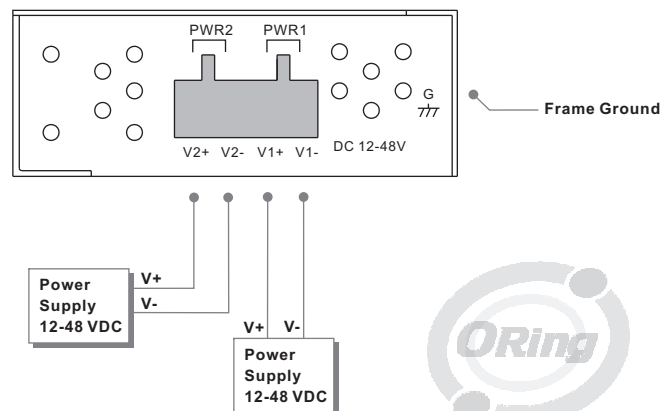 PWR2 PWR1
G
Frame Ground
V2+ V2- V1+ V1- DC 12-48V
Power
Supply
12-48 VDC
V+
V-
V+ V-
Power
Supply
12-48 VDC
ORing